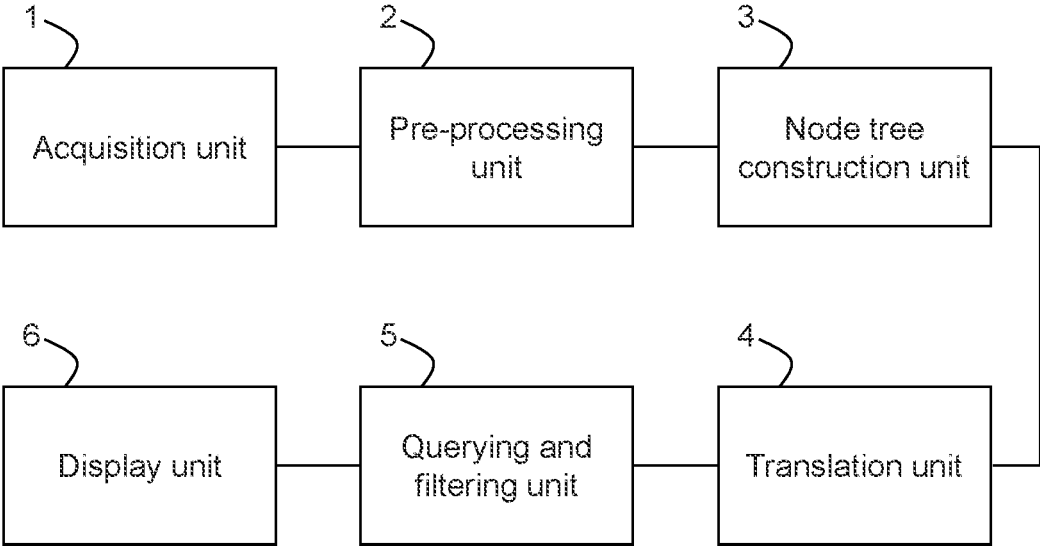 1
2
3
Acquisition unit
Pre-processing
unit
Node tree
construction unit
6
5
4
Display unit
Querying and
filtering unit
Translation unit